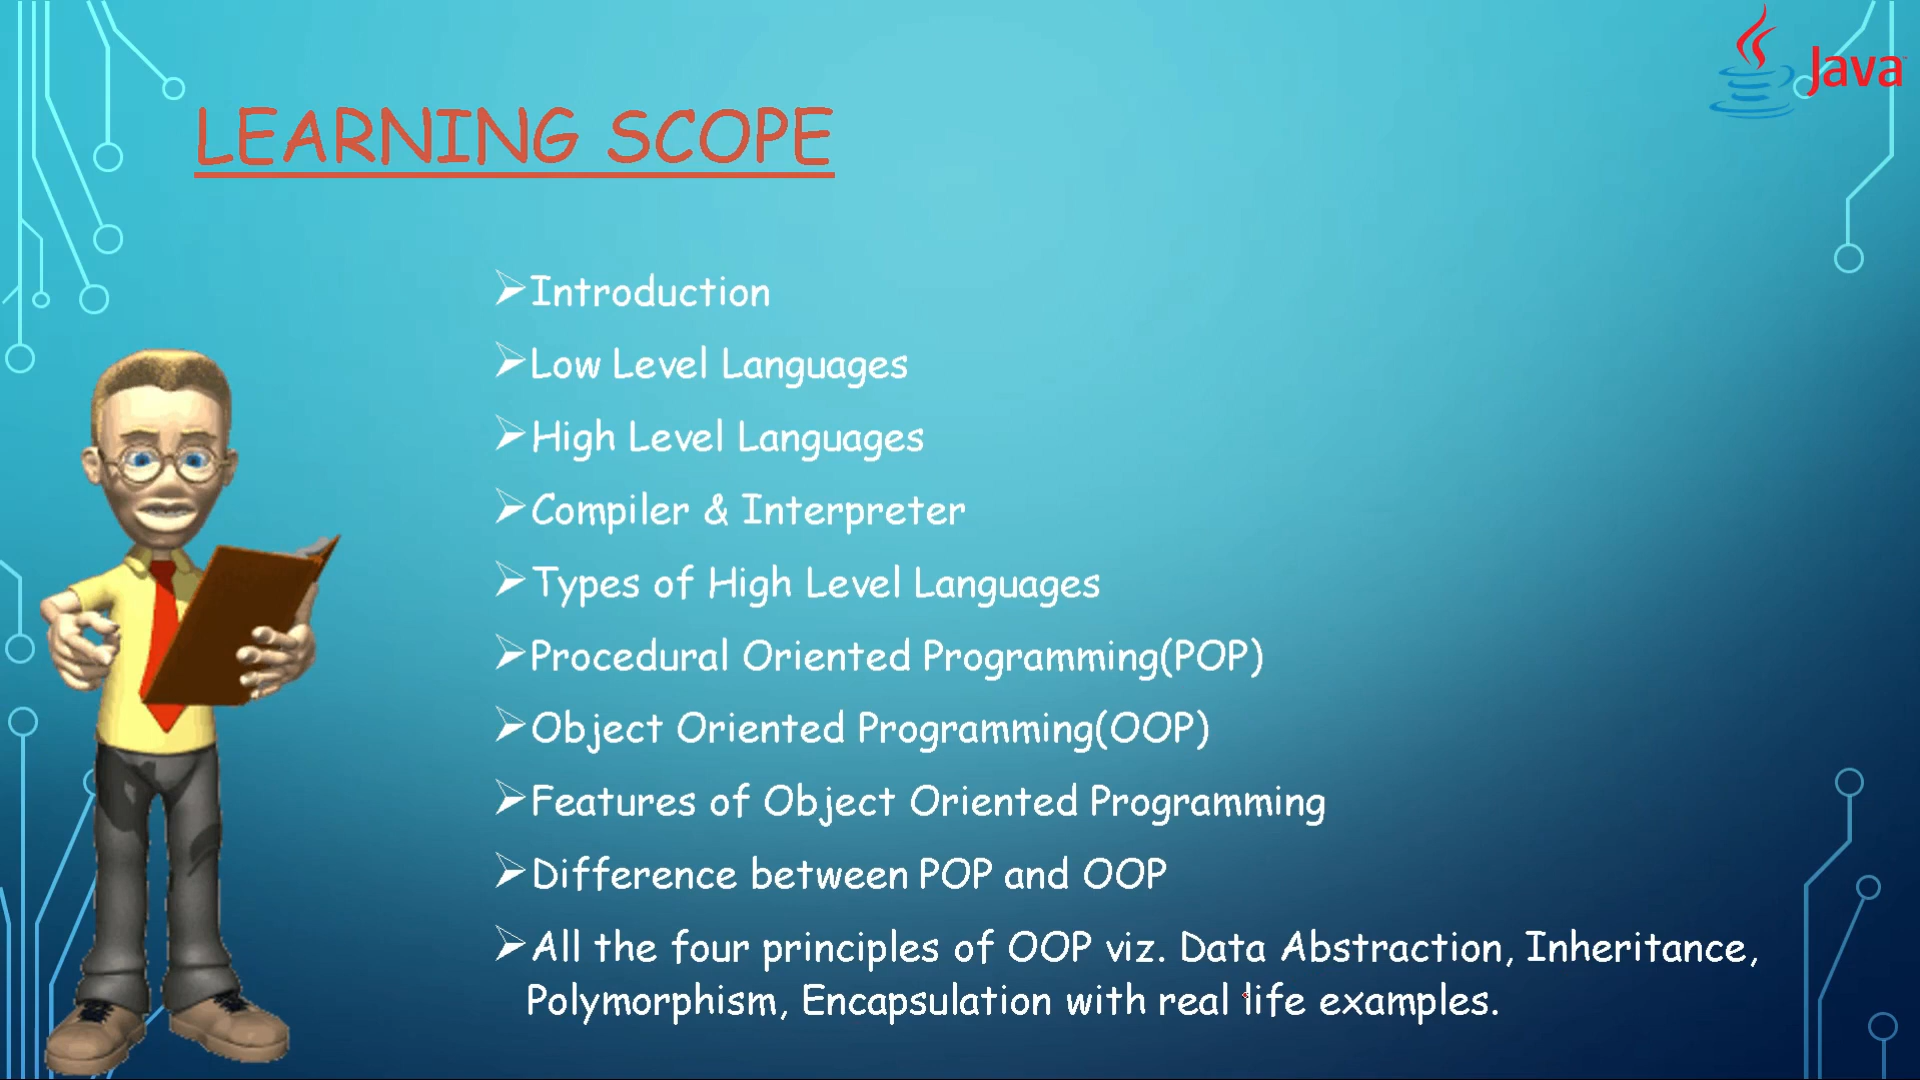 Java
LEARNING SCOPE
➢Introduction
➢Low Level Languages
➢High Level Languages
➢Compiler & Interpreter
➢Types of High Level Languages
➢Procedural Oriented Programming(POP)
➢Object Oriented Programming(OOP)
➢Features of Object Oriented Programming
➢Difference between POP and OOP
➢All the four principles of OOP viz. Data Abstraction, Inheritance,
Polymorphism, Encapsulation with real life examples.